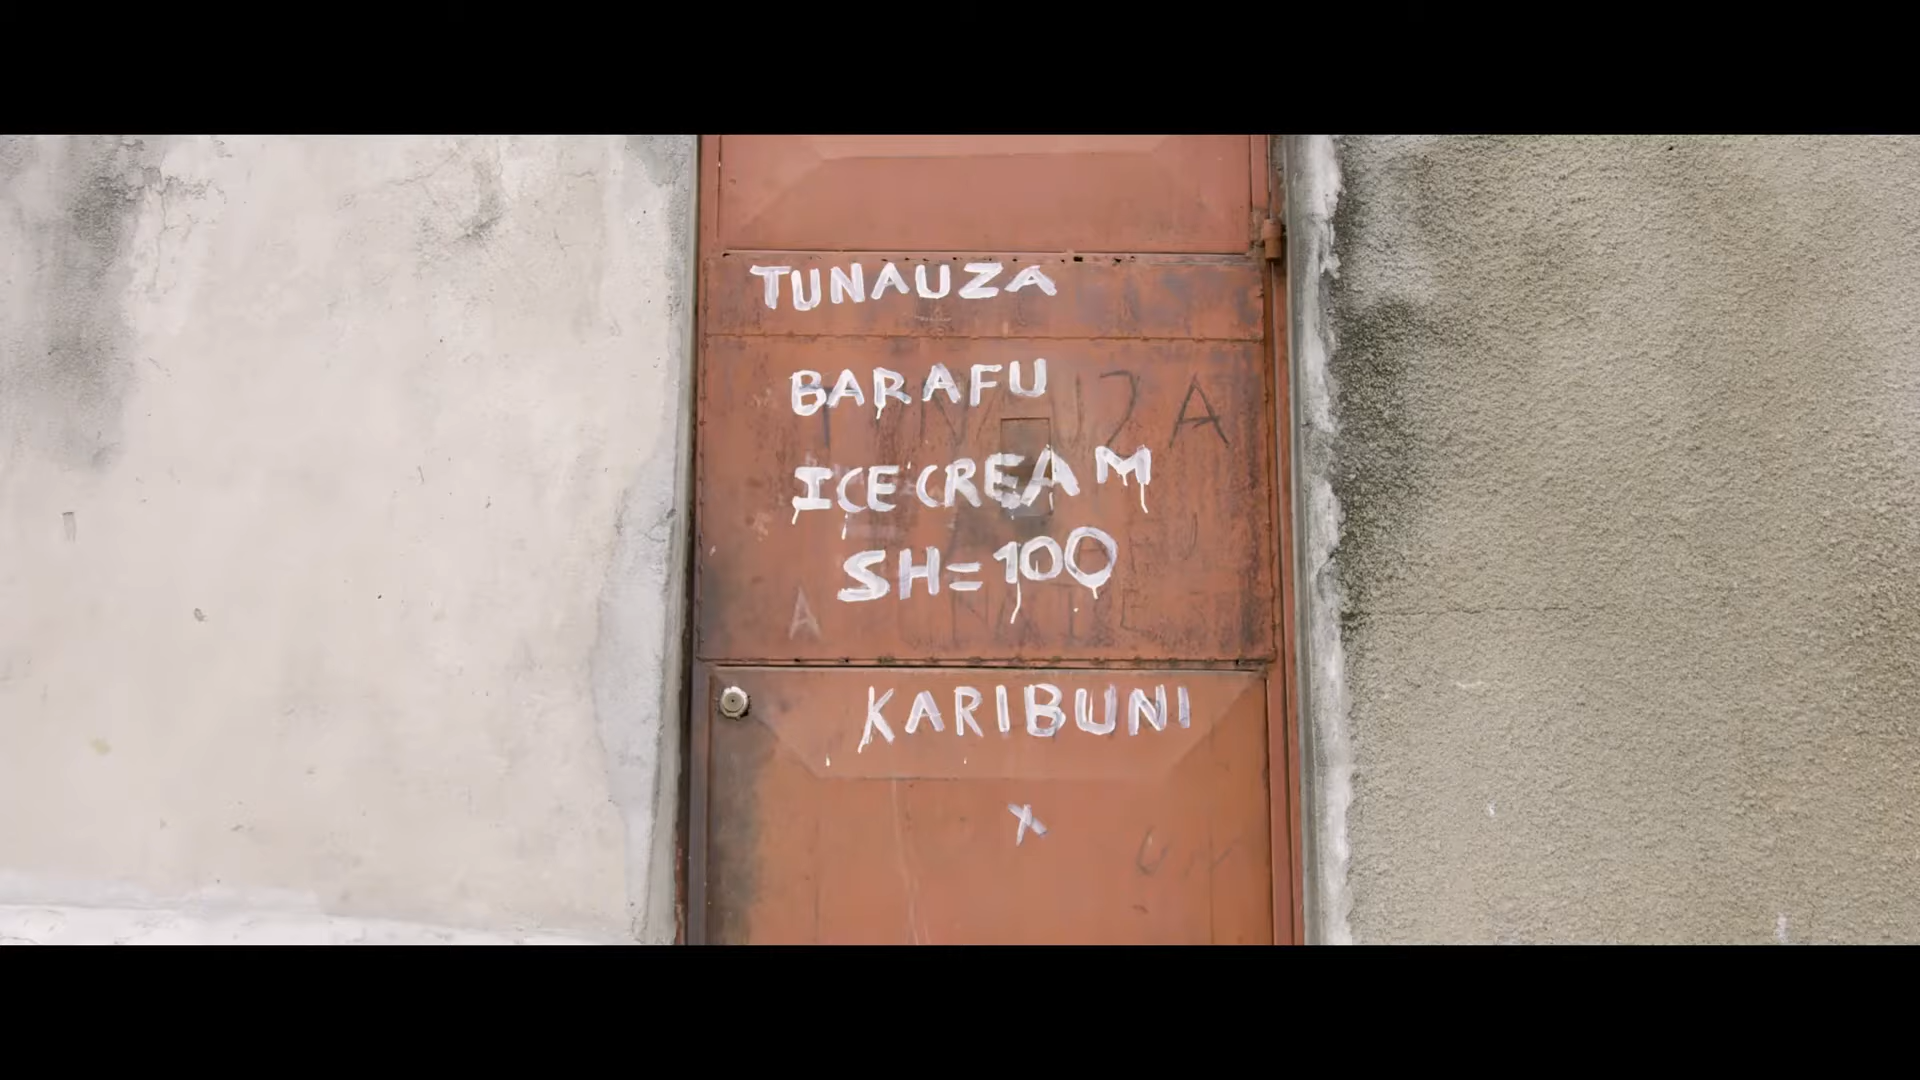 TUNAUZA
BARAFU
ICE CREAM
SH=100
KARIBUNI
X